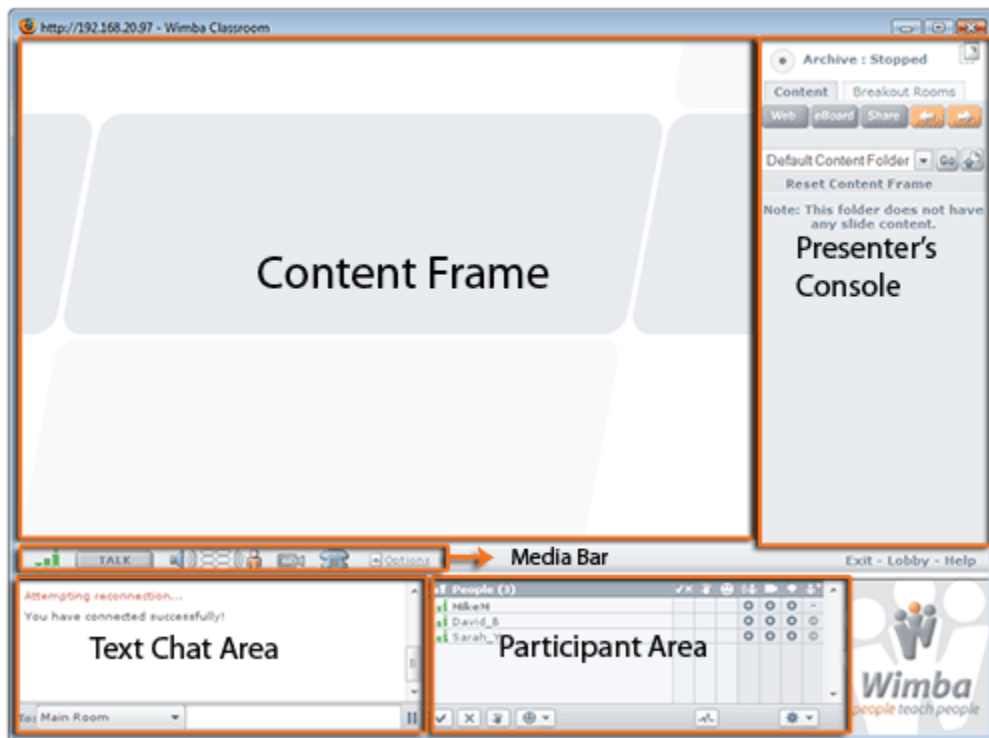 http://192.168.20.97 - Wimba Classroom
Archive : Stopped
Content Breakout Rooms
Web eBoard Share
Default Content Folder Go
Reset Content Frame
Note: This folder does not have
any slide content.
Presenter's
Console
Content Frame
TALK Options Media Bar Exit - Lobby - Help
Attempting reconnection...
You have connected successfully!
Text Chat Area
To: Main Room
People (3)
MikeM
David_B
Sarah_Y
Participant Area
Wimba
people teach people